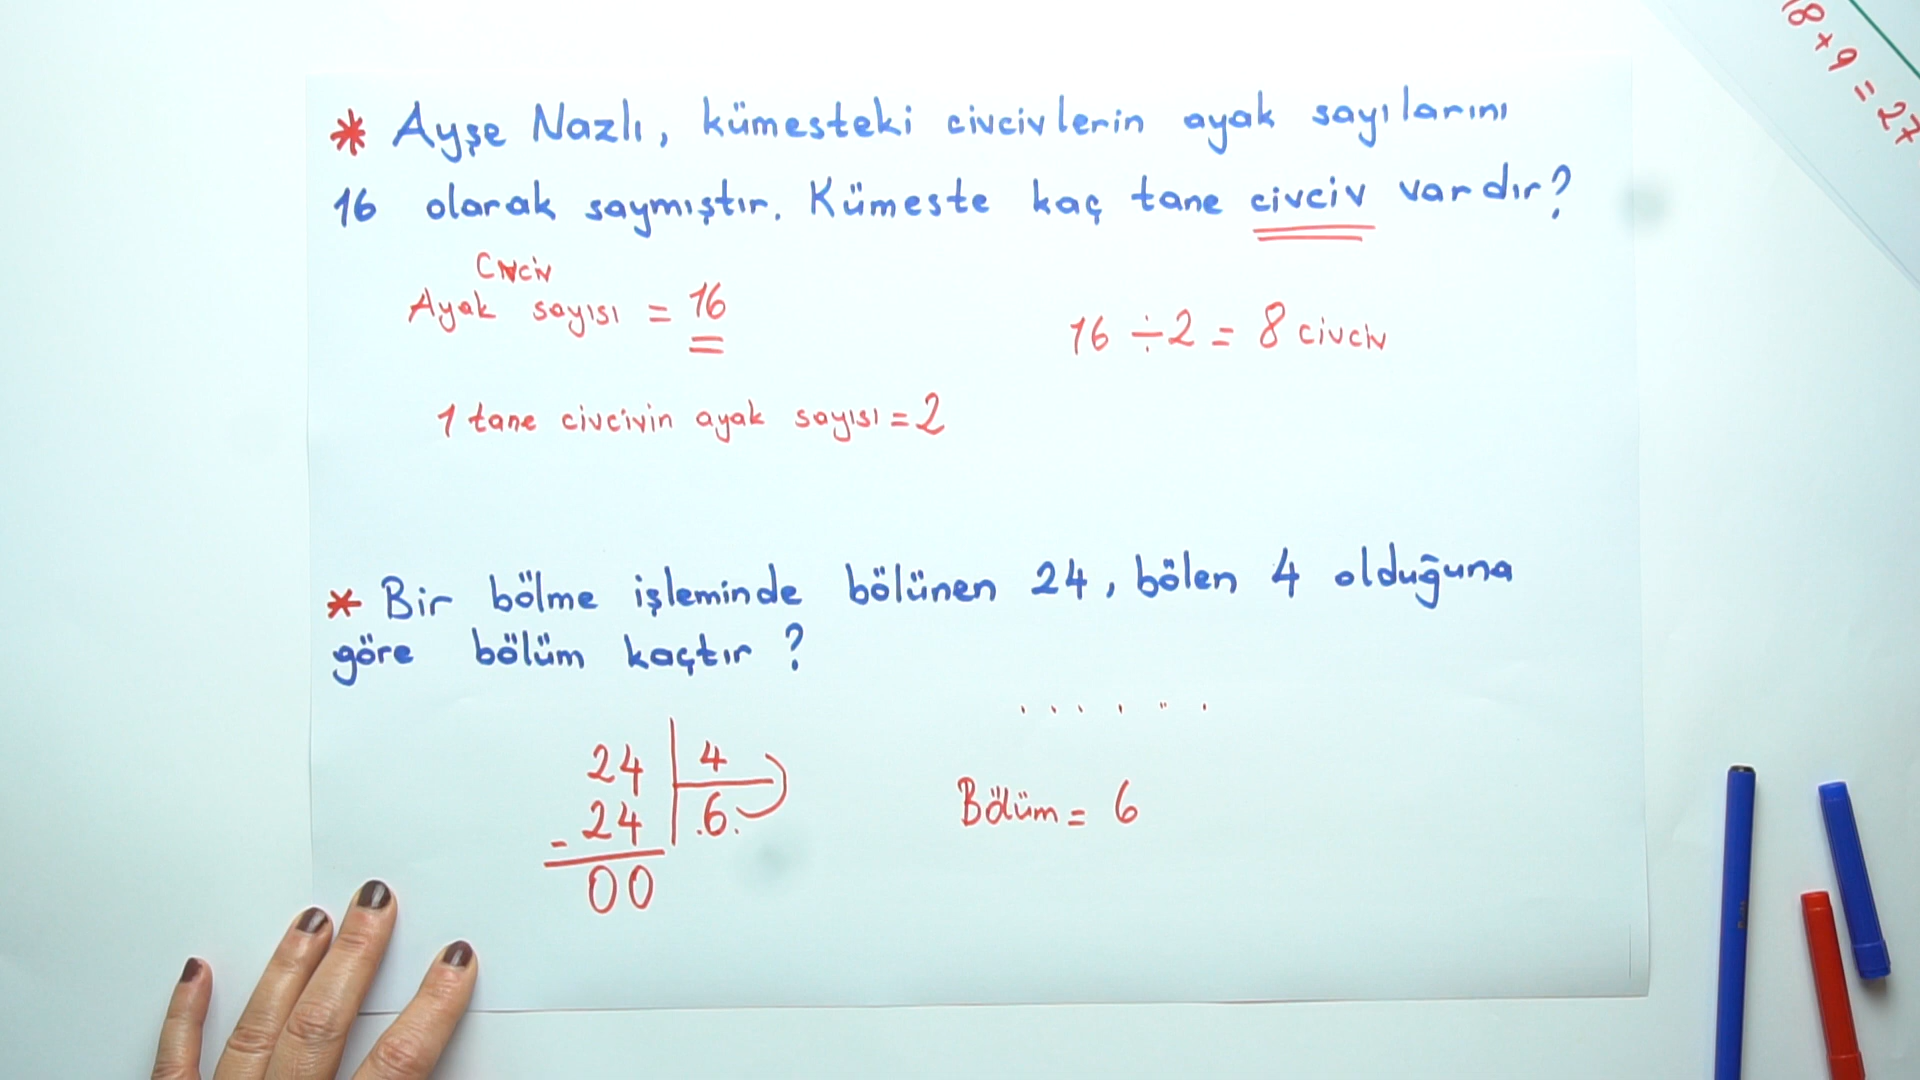 * Ayşe Nazlı, kümesteki civcivlerin ayak sayılarını
16 olarak saymıştır. Kümeste kaç tane civciv vardır?
Civciv
Ayak sayısı = 16
16 ÷ 2 = 8 civciv
1 tane civcivin ayak sayısı = 2
* Bir bölme işleminde bölünen 24, bölen 4 olduğuna
göre bölüm kaçtır ?
24 | 4
- 24 | .6.
00
Bölüm = 6
18 + 9 = 27